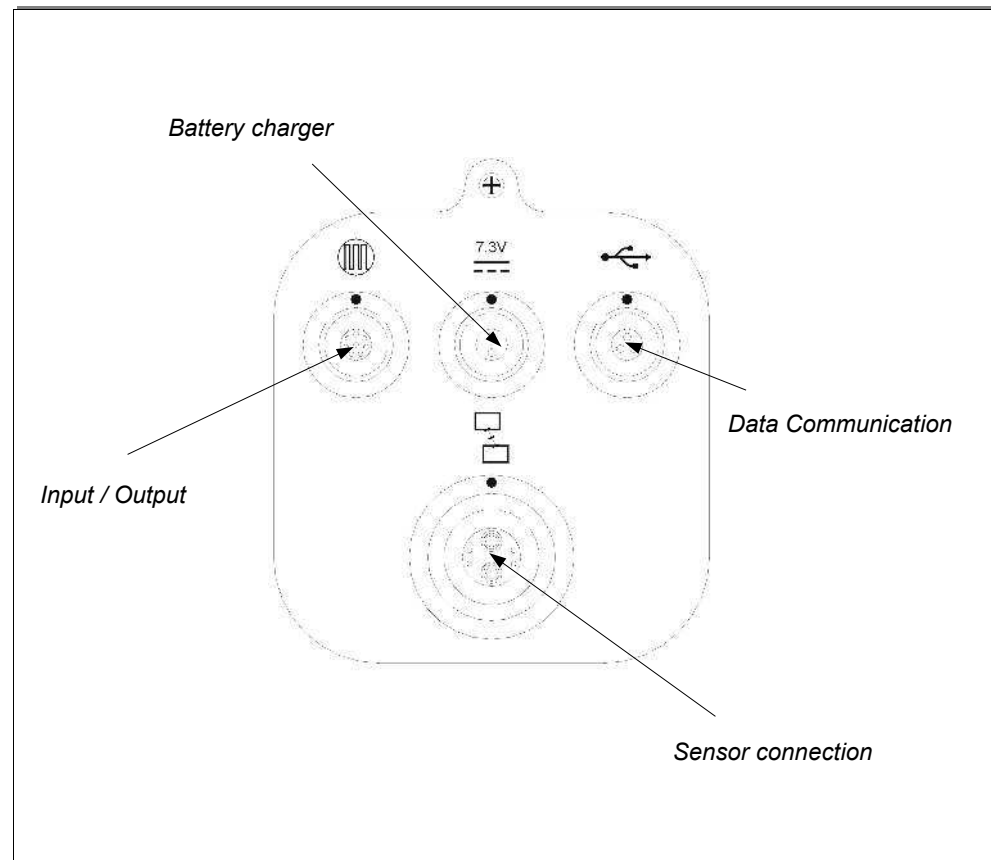 Battery charger
7.3V
Data Communication
Input / Output
Sensor connection